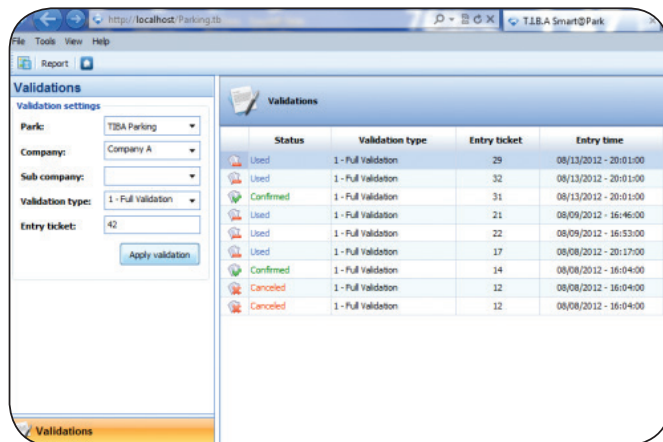 http://localhost/Parking.tb
T.I.B.A Smart@Park
File Tools View Help
Report
Validations
Validation settings
Park: TIBA Parking
Company: Company A
Sub company:
Validation type: 1 - Full Validation
Entry ticket: 42
Apply validation
Validations
Validations
Status Validation type Entry ticket Entry time
Used 1 - Full Validation 29 08/13/2012 - 20:01:00
Used 1 - Full Validation 32 08/13/2012 - 20:01:00
Confirmed 1 - Full Validation 31 08/13/2012 - 20:01:00
Used 1 - Full Validation 21 08/09/2012 - 16:46:00
Used 1 - Full Validation 22 08/09/2012 - 16:53:00
Used 1 - Full Validation 17 08/08/2012 - 20:17:00
Confirmed 1 - Full Validation 14 08/08/2012 - 16:04:00
Canceled 1 - Full Validation 12 08/08/2012 - 16:04:00
Canceled 1 - Full Validation 12 08/08/2012 - 16:04:00